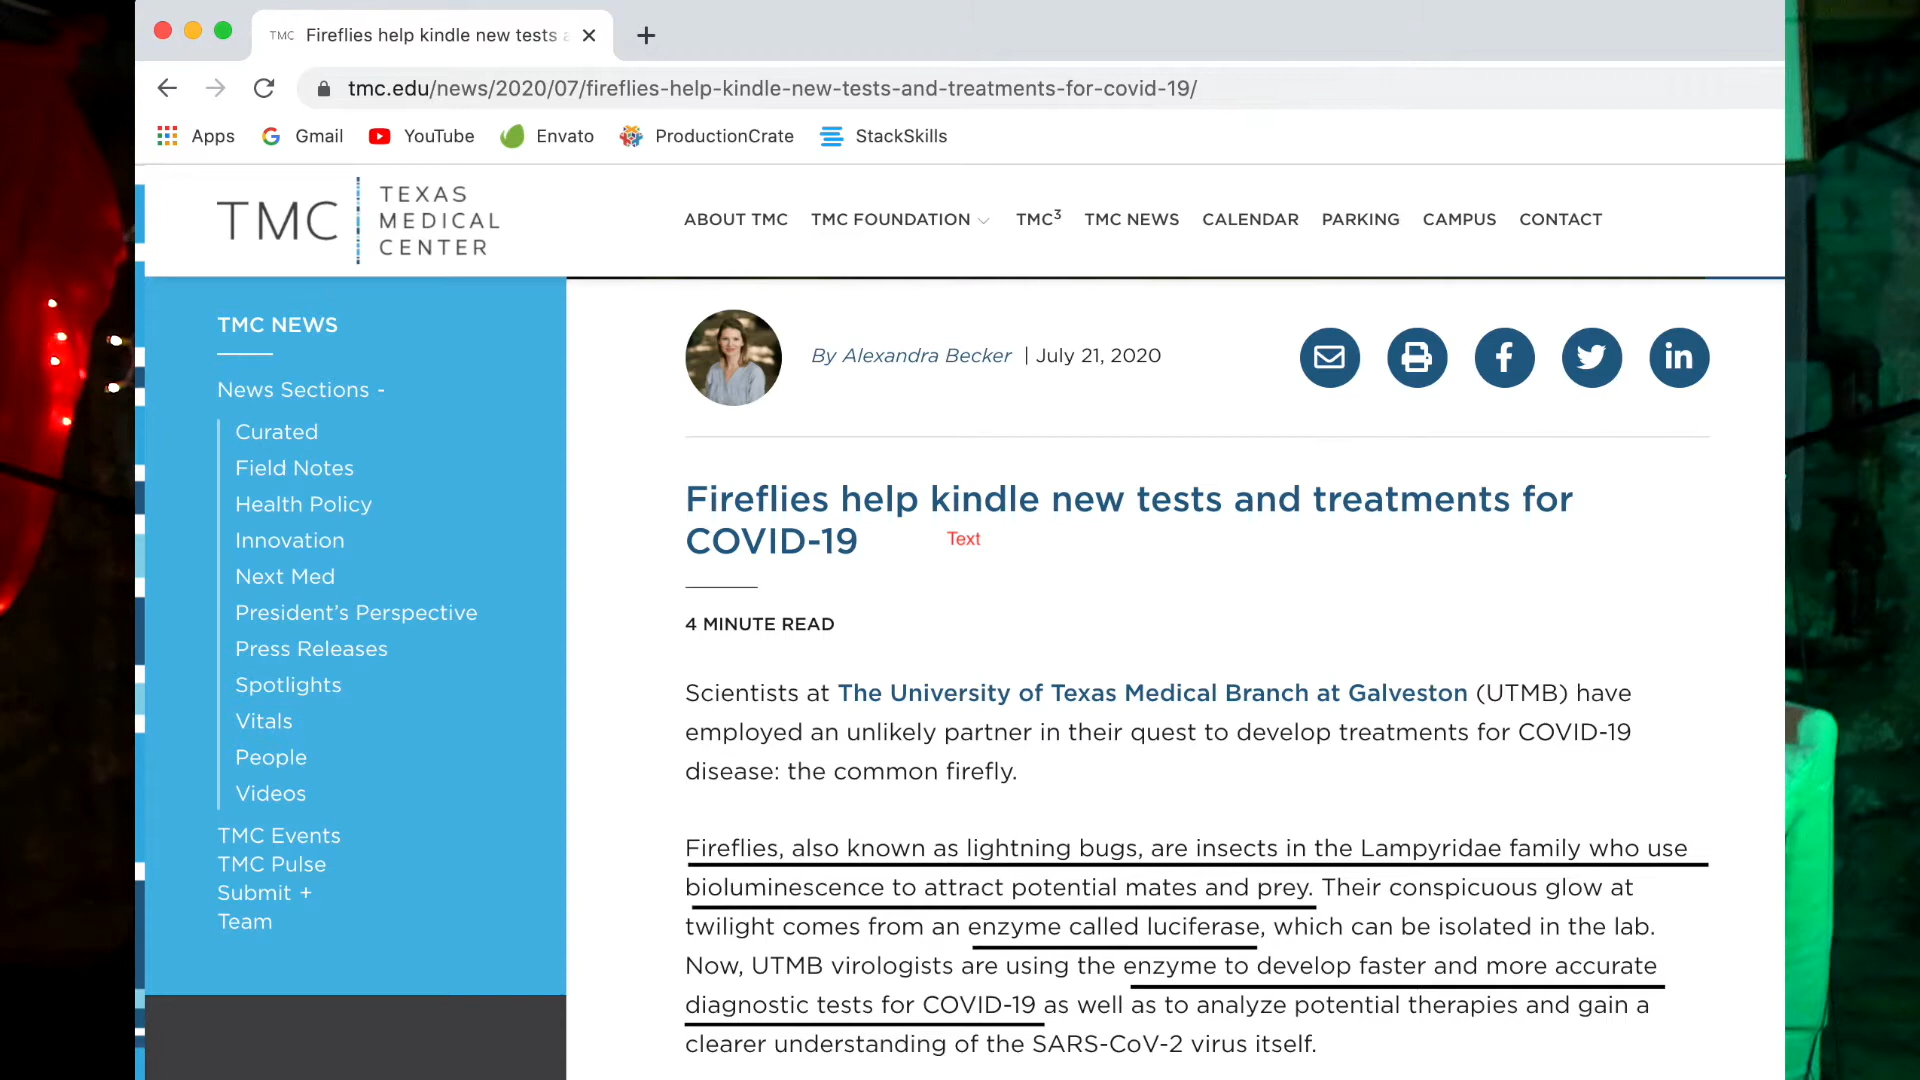 TMC Fireflies help kindle new tests a
tmc.edu/news/2020/07/fireflies-help-kindle-new-tests-and-treatments-for-covid-19/
Apps Gmail YouTube Envato ProductionCrate StackSkills
TMC
TEXAS
MEDICAL
CENTER
ABOUT TMC TMC FOUNDATION TMC³ TMC NEWS CALENDAR PARKING CAMPUS CONTACT
TMC NEWS
News Sections -
Curated
Field Notes
Health Policy
Innovation
Next Med
President's Perspective
Press Releases
Spotlights
Vitals
People
Videos
TMC Events
TMC Pulse
Submit +
Team
By Alexandra Becker | July 21, 2020
Fireflies help kindle new tests and treatments for
COVID-19
Text
4 MINUTE READ
Scientists at The University of Texas Medical Branch at Galveston (UTMB) have
employed an unlikely partner in their quest to develop treatments for COVID-19
disease: the common firefly.
Fireflies, also known as lightning bugs, are insects in the Lampyridae family who use
bioluminescence to attract potential mates and prey. Their conspicuous glow at
twilight comes from an enzyme called luciferase, which can be isolated in the lab.
Now, UTMB virologists are using the enzyme to develop faster and more accurate
diagnostic tests for COVID-19 as well as to analyze potential therapies and gain a
clearer understanding of the SARS-CoV-2 virus itself.